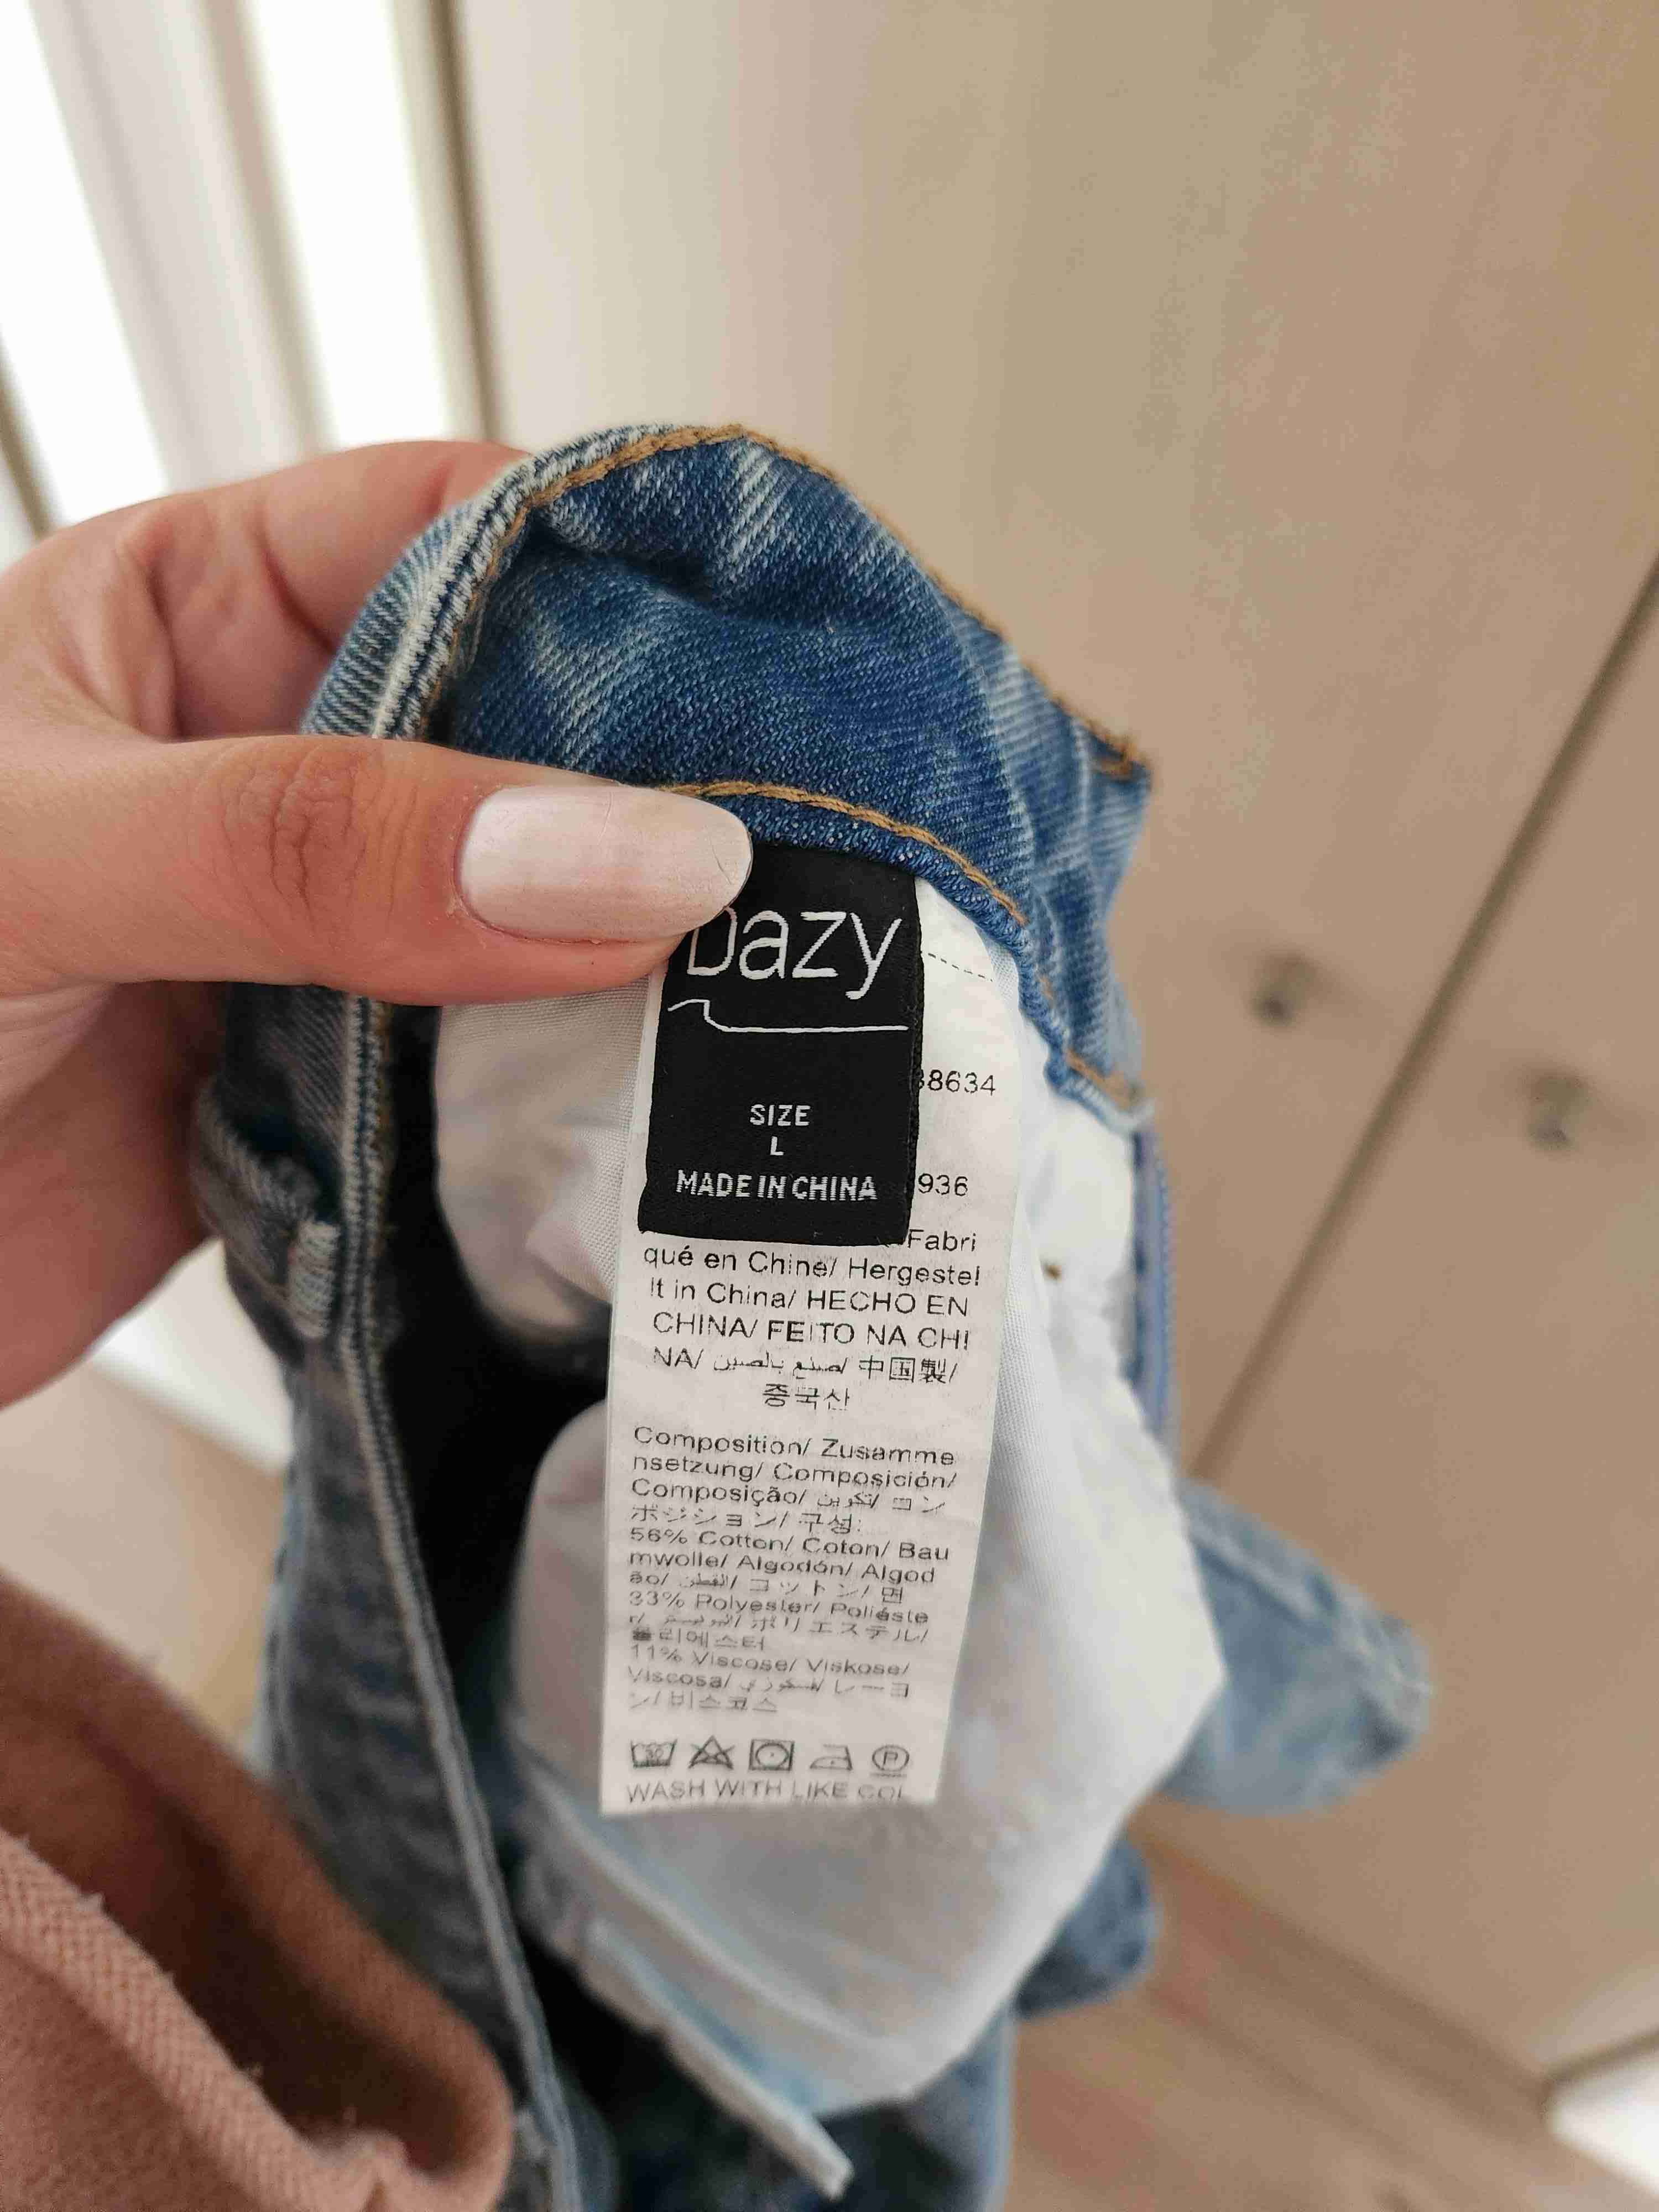 Dazy
SIZE
L
MADE IN CHINA
8634
936
Fabri
qué en Chine/ Hergestel
lt in China/ HECHO EN
CHINA/ FEITO NA CHI
NA/ صنع بالصين/ 中国製/
중국산
Composition/ Zusamme
nsetzung/ Composición/
Composição/ تكوين/ コン
ポジション/ 구성:
56% Cotton/ Coton/ Bau
mwolle/ Algodón/ Algod
ão/ القطن/ コットン/ 면
33% Polyester/ Poliéste
r/ ポリエステル/
폴리에스터
11% Viscose/ Viskose/
Viscosa/ レーヨ
ン/ 비스코스
30
P
WASH WITH LIKE COL